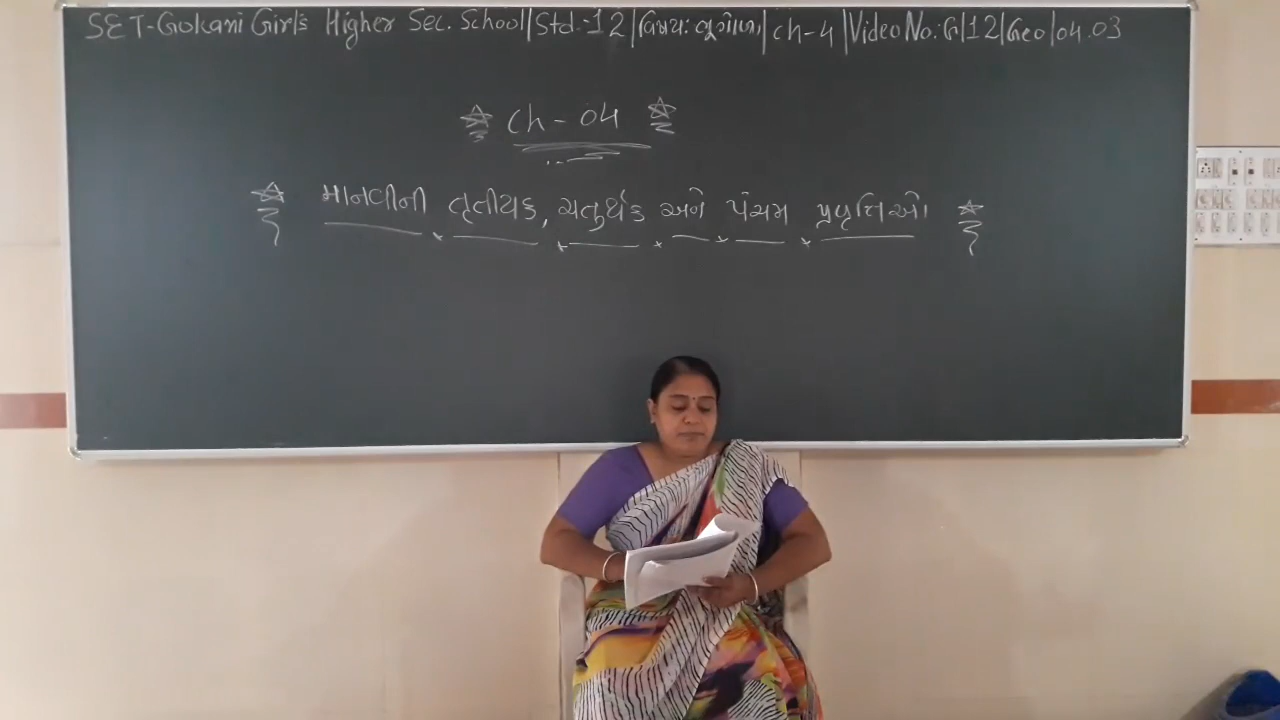 SET-Gokani Girl's Higher Sec. School|Std-12|વિષય: ભૂગોળ|ch-4|Video No.: G|12|Geo|04.03
Ch - 04
માનવીની તૃતીયક, ચતુર્થક અને પંચમ પ્રવૃત્તિઓ